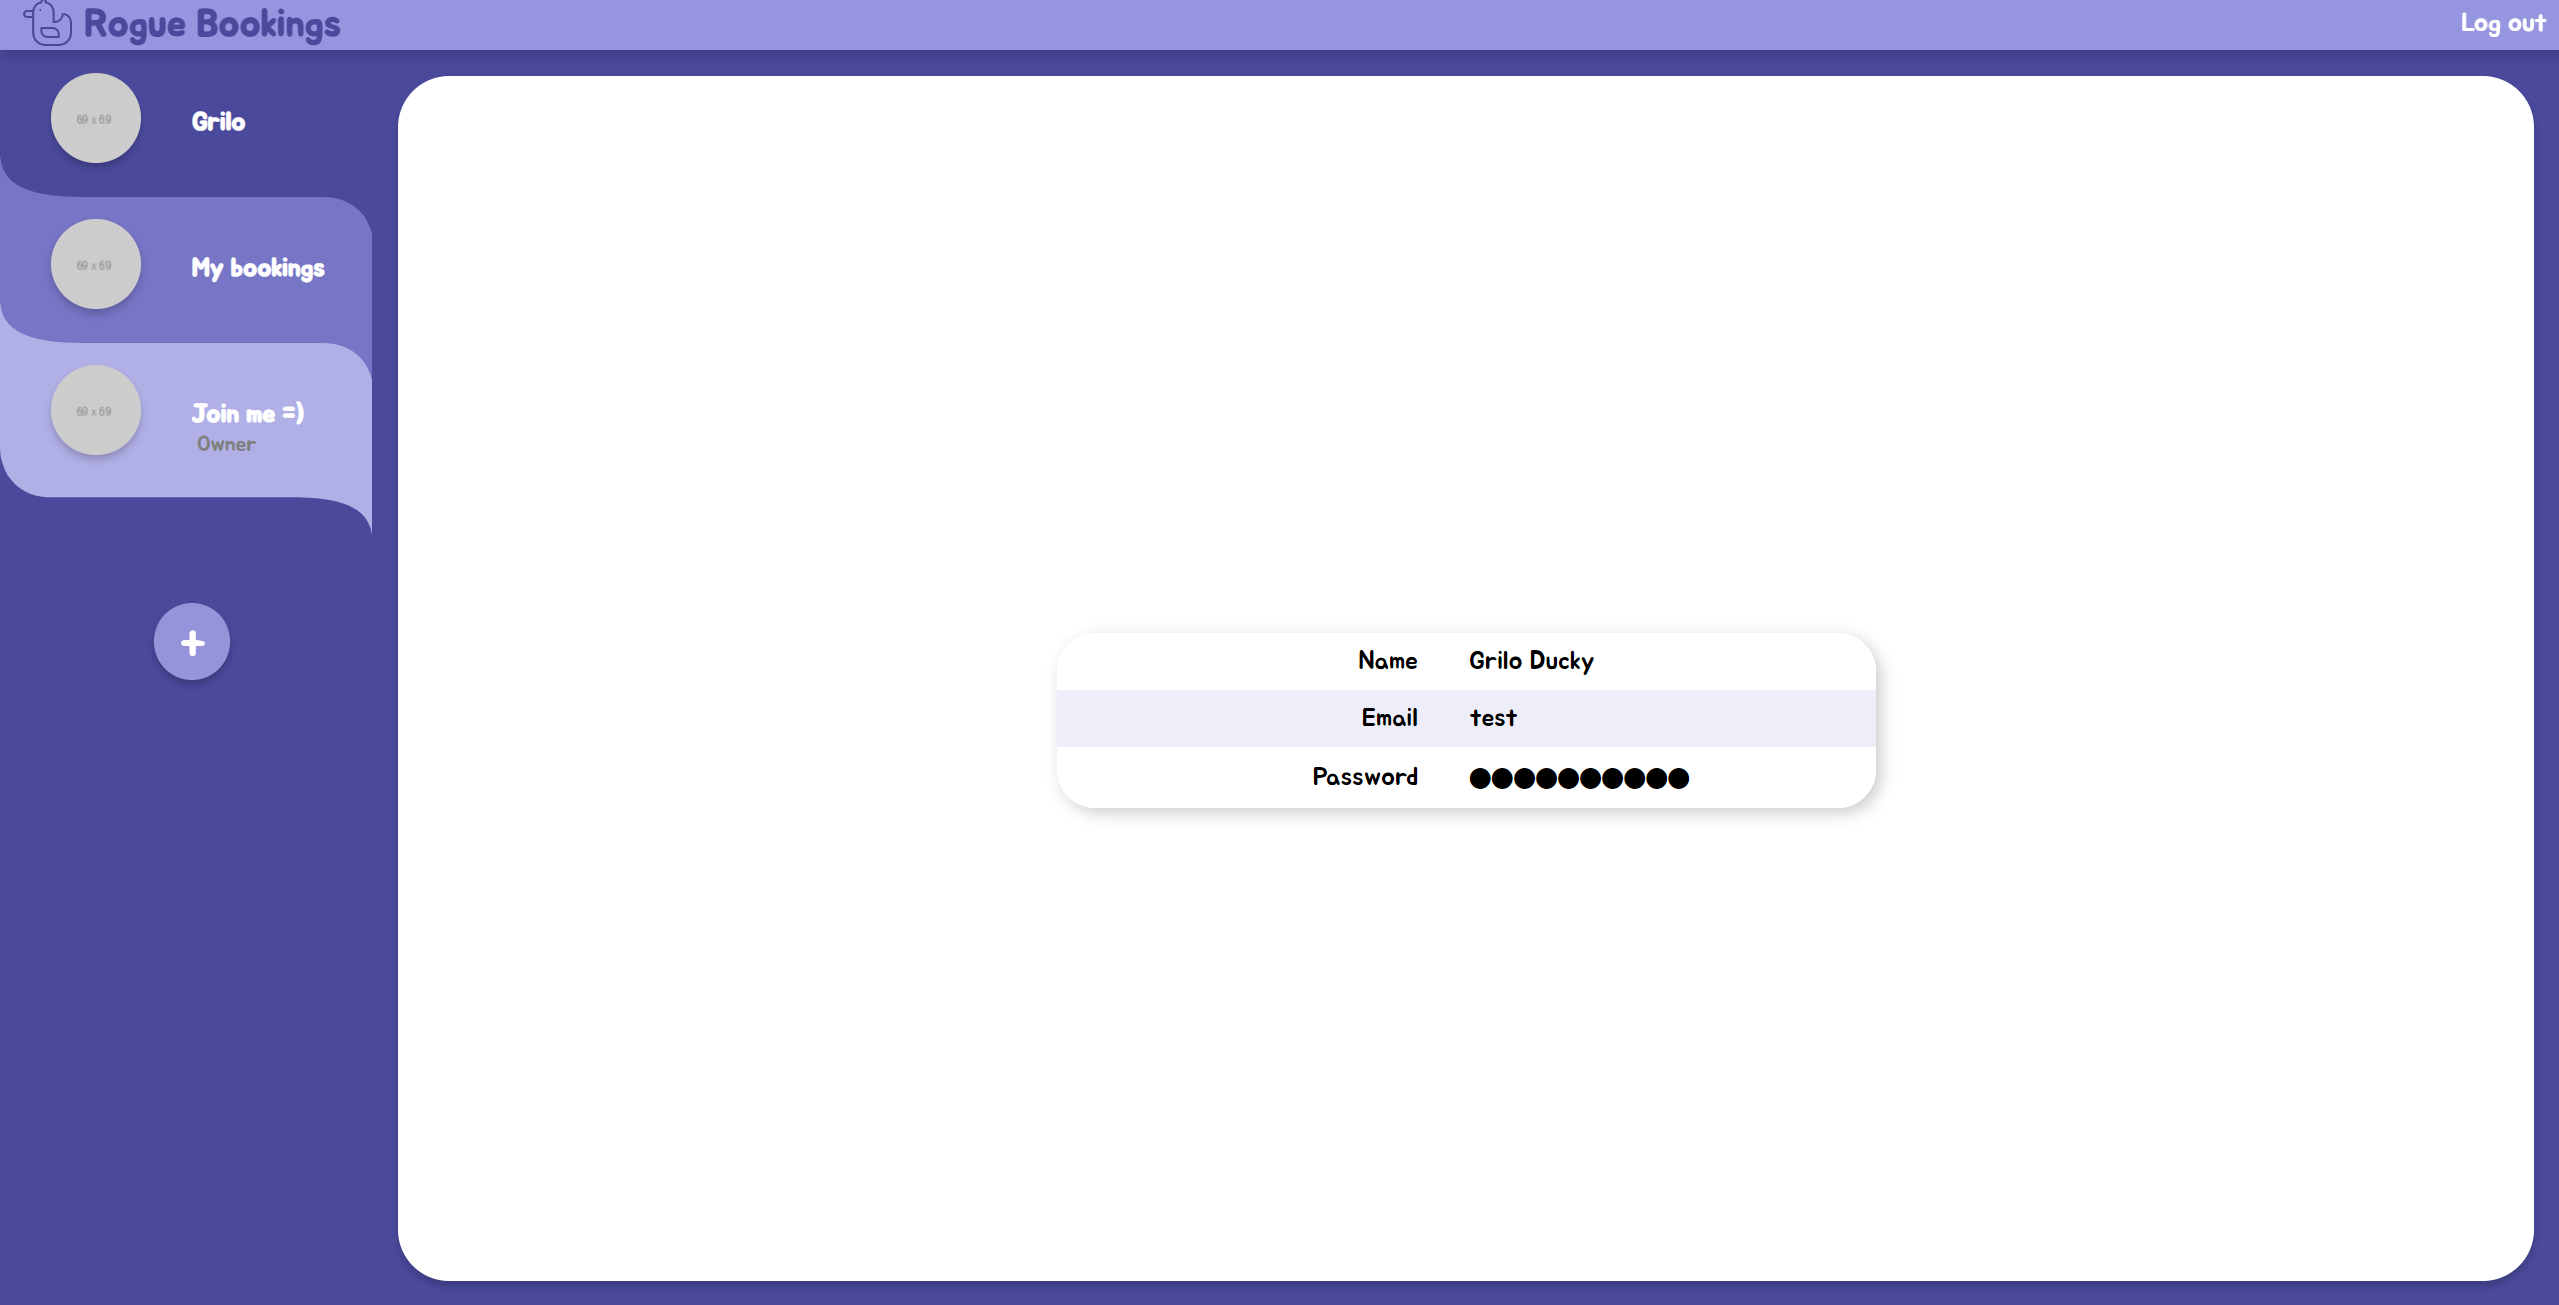 Rogue Bookings
Log out
69 x 69
Grilo
69 x 69
My bookings
69 x 69
Join me =)
Owner
+
Name Grilo Ducky
Email test
Password ●●●●●●●●●●